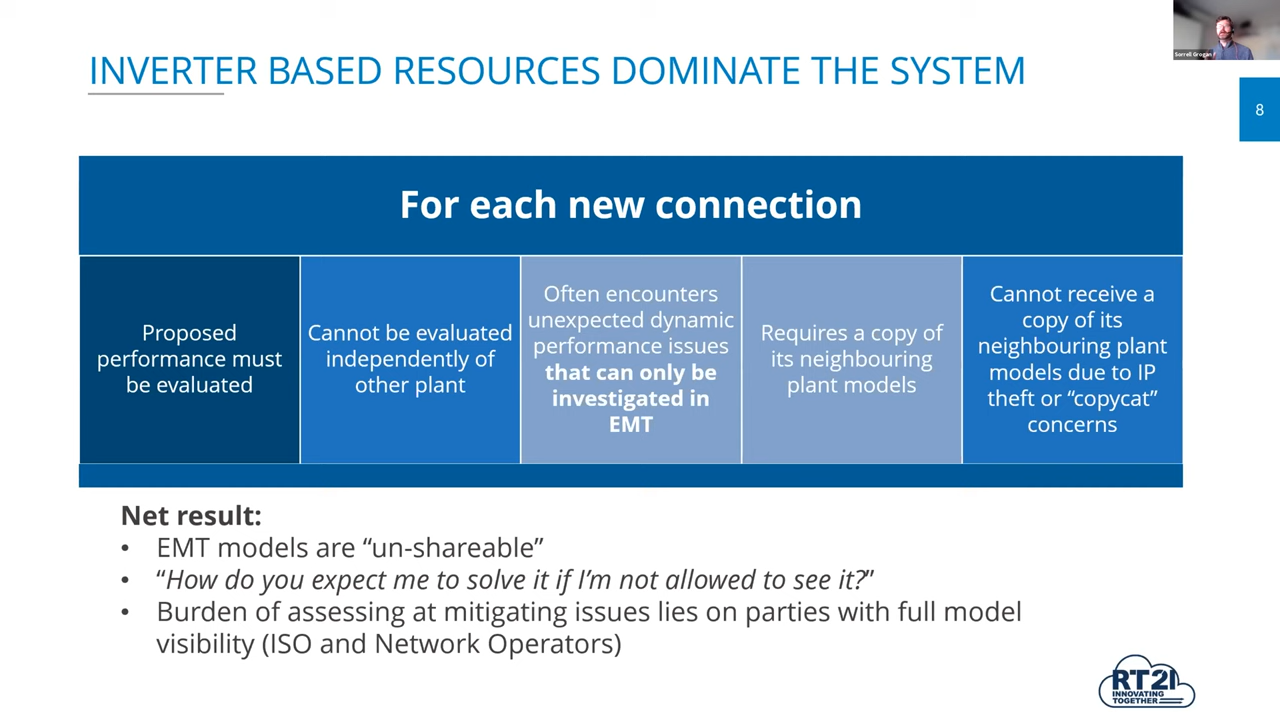 INVERTER BASED RESOURCES DOMINATE THE SYSTEM
Sorrell Grogan
8
For each new connection
Proposed
performance must
be evaluated
Cannot be evaluated
independently of
other plant
Often encounters
unexpected dynamic
performance issues
that can only be
investigated in
EMT
Requires a copy of
its neighbouring
plant models
Cannot receive a
copy of its
neighbouring plant
models due to IP
theft or “copycat”
concerns
Net result:
• EMT models are “un-shareable”
• “How do you expect me to solve it if I’m not allowed to see it?”
• Burden of assessing at mitigating issues lies on parties with full model
visibility (ISO and Network Operators)
RT2I
INNOVATING
TOGETHER